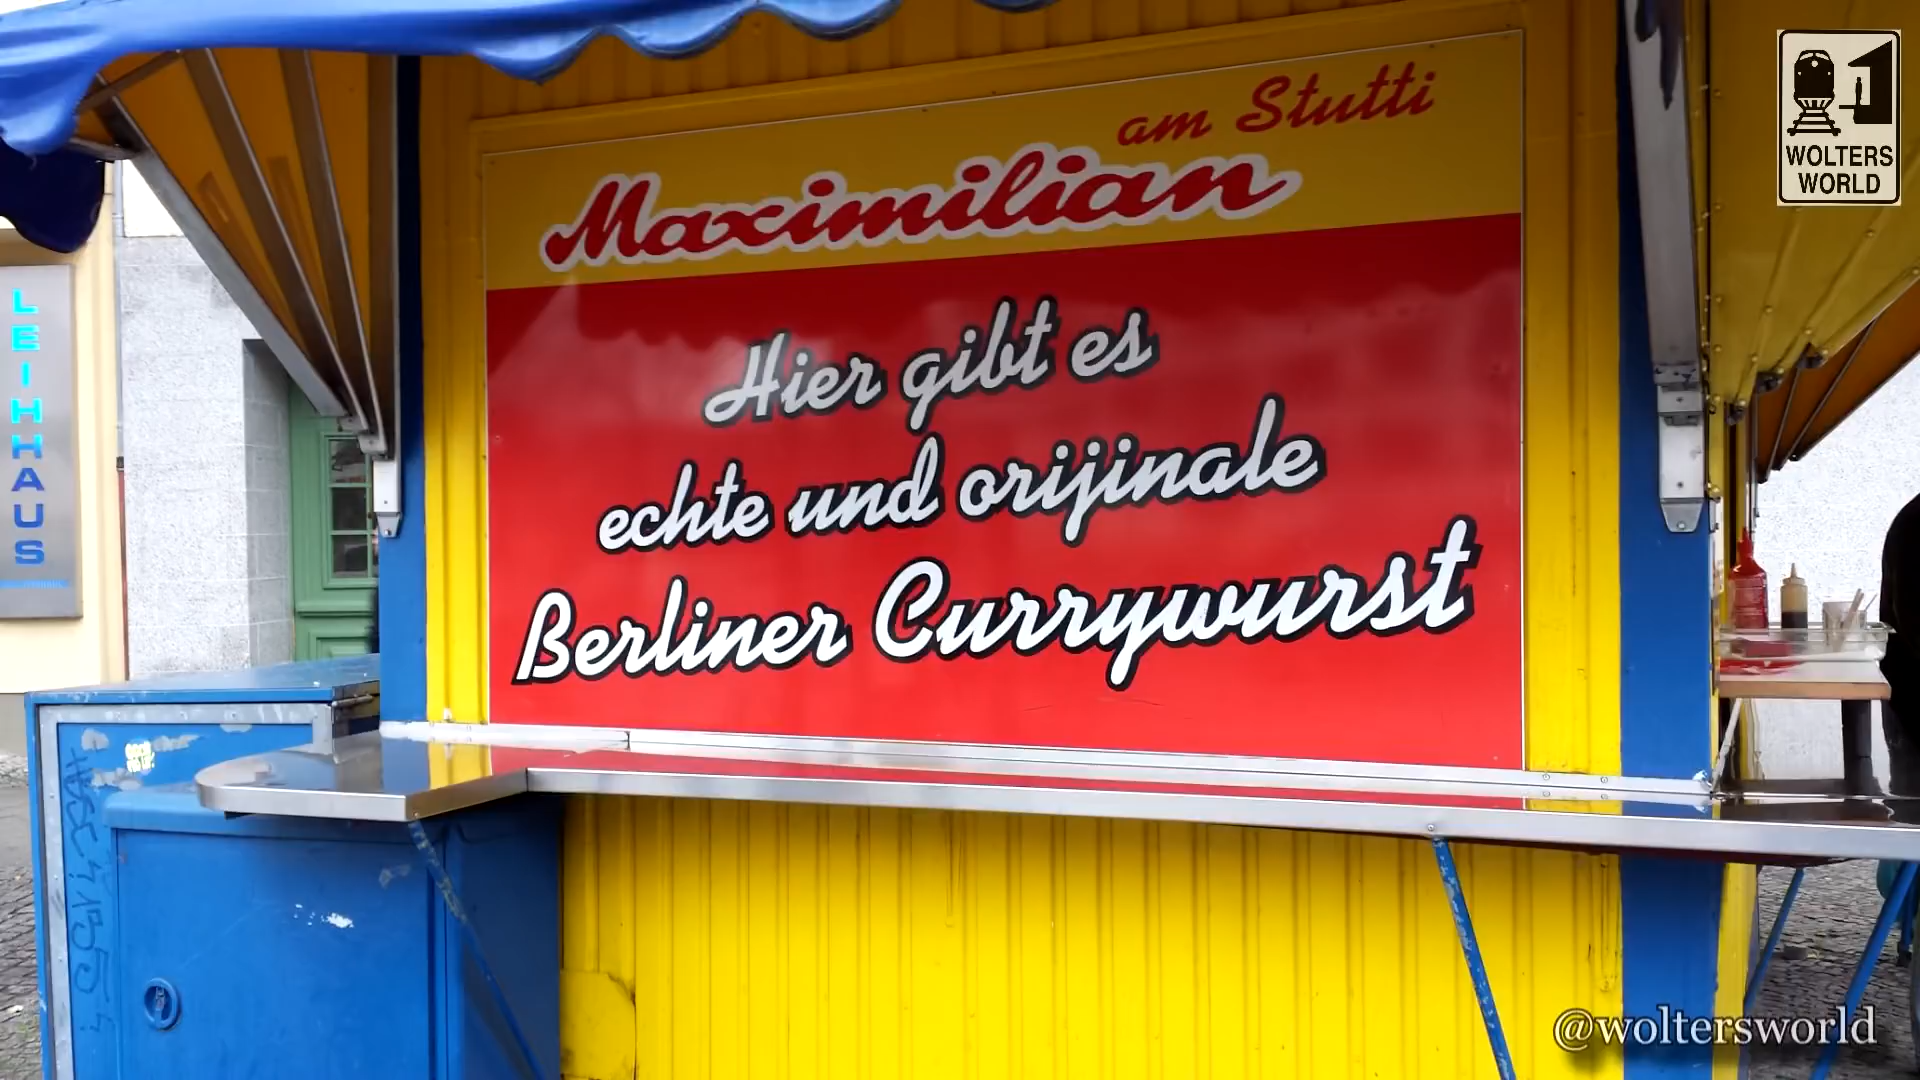 am Stutti
Maximilian
Hier gibt es
echte und orijinale
Berliner Currywurst
LEIHHAUS
WOLTERS
WORLD
@woltersworld